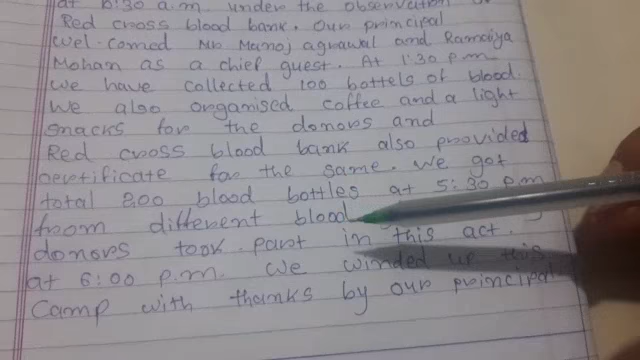 at 8:30 a.m. under the observation
Red cross blood bank. Our principal
wel-comed Mr Manoj agrawal and Ramaiya
Mohan as a chief guest. At 1:30 p.m
we have collected 100 bottels of blood.
we also organised coffee and a light
snacks for the donors and
Red cross blood bank also provided
certificate for the same. We got
total 200 blood bottles at 5:30 p.m
from different blood
donors took part in this act.
at 6:00 p.m. we winded up this
Camp with thanks by our principal